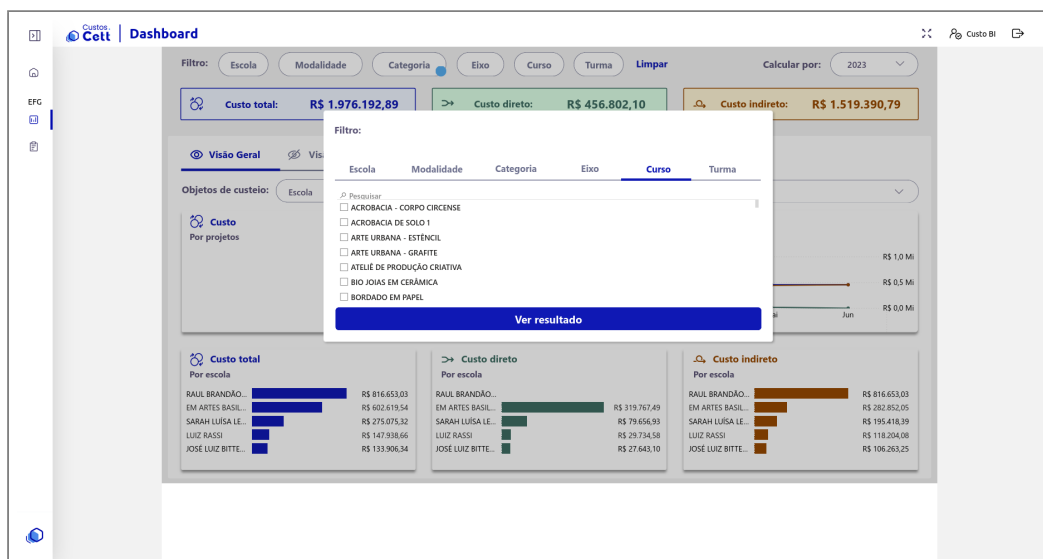 Custos.
Cett
Dashboard
Custo BI
EFG
Filtro:
Escola
Modalidade
Categoria
Eixo
Curso
Turma
Limpar
Calcular por:
2023
Custo total: R$ 1.976.192,89
Custo direto: R$ 456.802,10
Custo indireto: R$ 1.519.390,79
Visão Geral
Vis
Objetos de custeio:
Escola
Filtro:
Escola
Modalidade
Categoria
Eixo
Curso
Turma
Pesquisar
ACROBACIA - CORPO CIRCENSE
ACROBACIA DE SOLO 1
ARTE URBANA - ESTÊNCIL
ARTE URBANA - GRAFITE
ATELIÊ DE PRODUÇÃO CRIATIVA
BIO JOIAS EM CERÂMICA
BORDADO EM PAPEL
Ver resultado
Custo
Por projetos
R$ 1,0 Mi
R$ 0,5 Mi
R$ 0,0 Mi
ai
Jun
Custo total
Por escola
RAUL BRANDÃO... R$ 816.653,03
EM ARTES BASIL... R$ 602.619,54
SARAH LUÍSA LE... R$ 275.075,32
LUIZ RASSI R$ 147.938,66
JOSÉ LUIZ BITTE... R$ 133.906,34
Custo direto
Por escola
RAUL BRANDÃO...
EM ARTES BASIL... R$ 319.767,49
SARAH LUÍSA LE... R$ 79.656,93
LUIZ RASSI R$ 29.734,58
JOSÉ LUIZ BITTE... R$ 27.643,10
Custo indireto
Por escola
RAUL BRANDÃO... R$ 816.653,03
EM ARTES BASIL... R$ 282.852,05
SARAH LUÍSA LE... R$ 195.418,39
LUIZ RASSI R$ 118.204,08
JOSÉ LUIZ BITTE... R$ 106.263,25